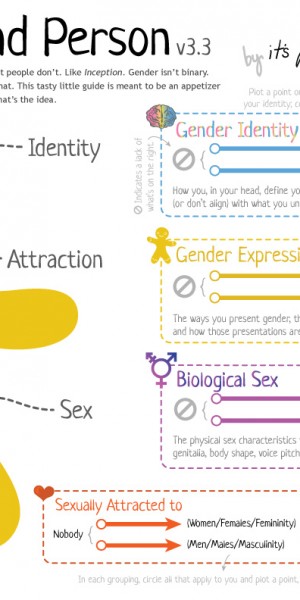 nd Person v3.3
by it's
t people don't. Like Inception. Gender isn't binary.
that. This tasty little guide is meant to be an appetizer
hat's the idea.
Plot a point o
your identity, c
Indicates a lack of
what's on the right
Gender Identity
Identity
How you, in your head, define you
(or don't align) with what you un
Attraction
Gender Expressi
The ways you present gender, th
and how those presentations are
Biological Sex
Sex
The physical sex characteristics
genitalia, body shape, voice pitch
Sexually Attracted to
Nobody
(Women/Females/Femininity)
(Men/Males/Masculinity)
In each grouping, circle all that apply to you and plot a point,